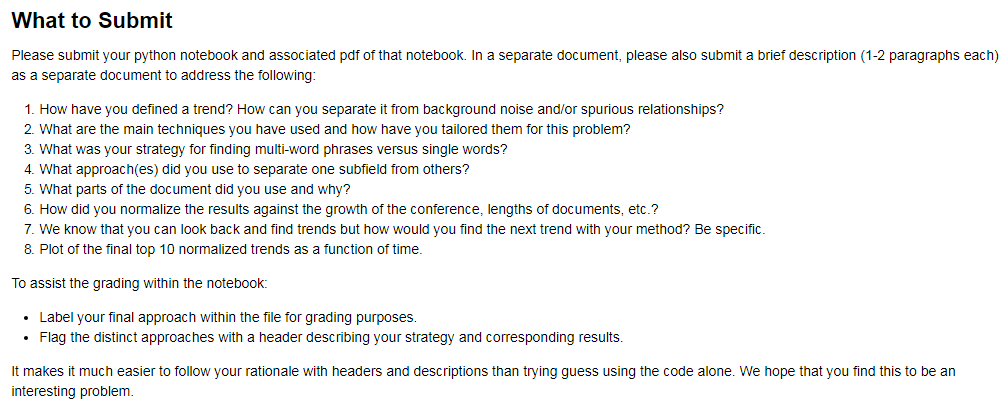 What to Submit
Please submit your python notebook and associated pdf of that notebook. In a separate document, please also submit a brief description (1-2 paragraphs each)
as a separate document to address the following:
1. How have you defined a trend? How can you separate it from background noise and/or spurious relationships?
2. What are the main techniques you have used and how have you tailored them for this problem?
3. What was your strategy for finding multi-word phrases versus single words?
4. What approach(es) did you use to separate one subfield from others?
5. What parts of the document did you use and why?
6. How did you normalize the results against the growth of the conference, lengths of documents, etc.?
7. We know that you can look back and find trends but how would you find the next trend with your method? Be specific.
8. Plot of the final top 10 normalized trends as a function of time.
To assist the grading within the notebook:
• Label your final approach within the file for grading purposes.
• Flag the distinct approaches with a header describing your strategy and corresponding results.
It makes it much easier to follow your rationale with headers and descriptions than trying guess using the code alone. We hope that you find this to be an
interesting problem.